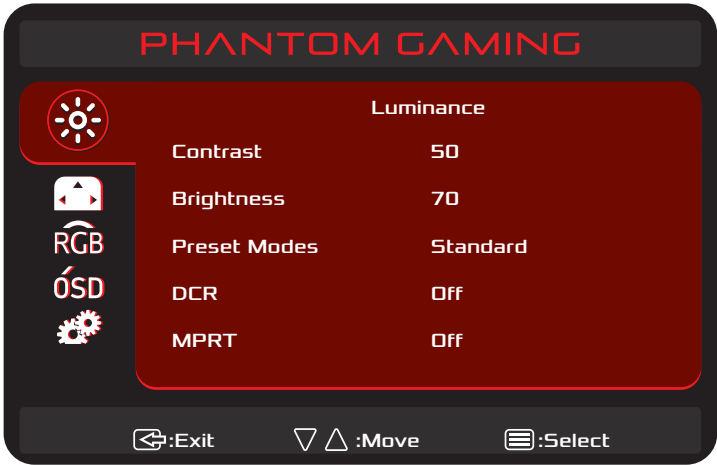 PHANTOM GAMING
Luminance
Contrast 50
Brightness 70
Preset Modes Standard
DCR Off
MPRT Off
RGB
OSD
:Exit :Move :Select